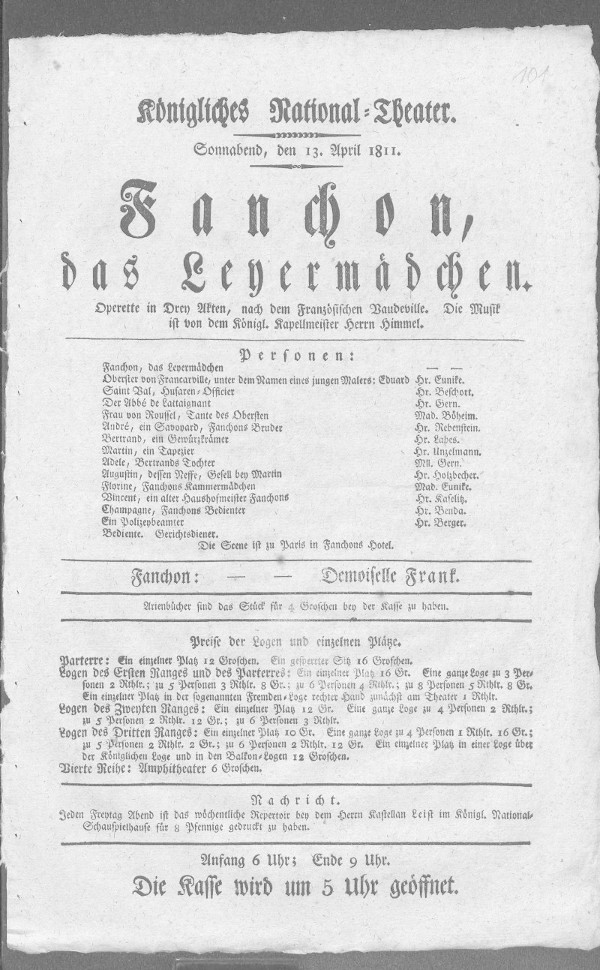 101
Königliches National-Theater.
Sonnabend, den 13. April 1811.
Fanchon,
das Leyermädchen.
Operette in Drey Akten, nach dem Französischen Vaudeville. Die Musik
ist von dem Königl. Kapellmeister Herrn Himmel.
Personen:
Fanchon, das Leyermädchen — —
Oberster von Francarville, unter dem Namen eines jungen Malers: Eduard Hr. Eunike.
Saint Val, Husaren-Officier Hr. Beschort.
Der Abbé de Lattaignant Hr. Gern.
Frau von Roussel, Tante des Obersten Mad. Böheim.
André, ein Savoyard, Fanchons Bruder Hr. Rebenstein.
Bertrand, ein Gewürzkrämer Hr. Labes.
Martin, ein Tapezier Hr. Unzelmann.
Adele, Bertrands Tochter Mll. Gern.
Augustin, dessen Neffe, Gesell bey Martin Hr. Holzbecher.
Florine, Fanchons Kammermädchen Mad. Eunike.
Vincent, ein alter Haushofmeister Fanchons Hr. Kaselitz.
Champagne, Fanchons Bedienter Hr. Benda.
Ein Polizeybeamter Hr. Berger.
Bediente. Gerichtsdiener.
Die Scene ist zu Paris in Fanchons Hotel.
Fanchon: — — Demoiselle Frank.
Arienbücher sind das Stück für 4 Groschen bey der Kasse zu haben.
Preise der Logen und einzelnen Plätze.
Parterre: Ein einzelner Platz 12 Groschen. Ein gesperrter Sitz 16 Groschen.
Logen des Ersten Ranges und des Parterres: Ein einzelner Platz 16 Gr. Eine ganze Loge zu 3 Per-
sonen 2 Rthlr.; zu 5 Personen 3 Rthlr. 8 Gr.; zu 6 Personen 4 Rthlr.; zu 8 Personen 5 Rthlr. 8 Gr.
Ein einzelner Platz in der sogenannten Fremden-Loge rechter Hand zunächst am Theater 1 Rthlr.
Logen des Zweyten Ranges: Ein einzelner Platz 12 Gr. Eine ganze Loge zu 4 Personen 2 Rthlr.;
zu 5 Personen 2 Rthlr. 12 Gr.; zu 6 Personen 3 Rthlr.
Logen des Dritten Ranges: Ein einzelner Platz 10 Gr. Eine ganze Loge zu 4 Personen 1 Rthlr. 16 Gr.;
zu 5 Personen 2 Rthlr. 2 Gr.; zu 6 Personen 2 Rthlr. 12 Gr. Ein einzelner Platz in einer Loge über
der Königlichen Loge und in den Balkon-Logen 12 Groschen.
Vierte Reihe: Amphitheater 6 Groschen.
Nachricht.
Jeden Freytag Abend ist das wöchentliche Repertoir bey dem Herrn Kastellan Leist im Königl. National-
Schauspielhause für 8 Pfennige gedruckt zu haben.
Anfang 6 Uhr; Ende 9 Uhr.
Die Kasse wird um 5 Uhr geöffnet.